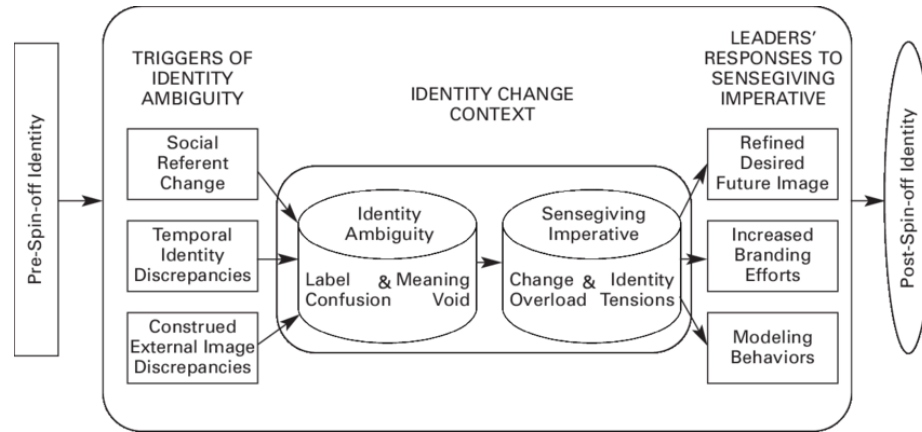 Pre-Spin-off Identity
TRIGGERS OF
IDENTITY
AMBIGUITY
Social
Referent
Change
Temporal
Identity
Discrepancies
Construed
External Image
Discrepancies
IDENTITY CHANGE
CONTEXT
Identity
Ambiguity
Label & Meaning
Confusion Void
Sensegiving
Imperative
Change & Identity
Overload Tensions
LEADERS'
RESPONSES TO
SENSEGIVING
IMPERATIVE
Refined
Desired
Future Image
Increased
Branding
Efforts
Modeling
Behaviors
Post-Spin-off Identity